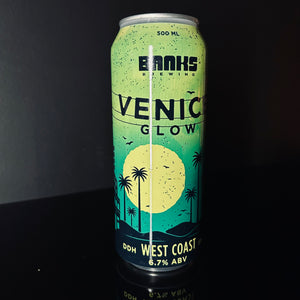 500 ML
BANKS
BREWING
VENIC
GLOW
DDH WEST COAST
6.7% ABV